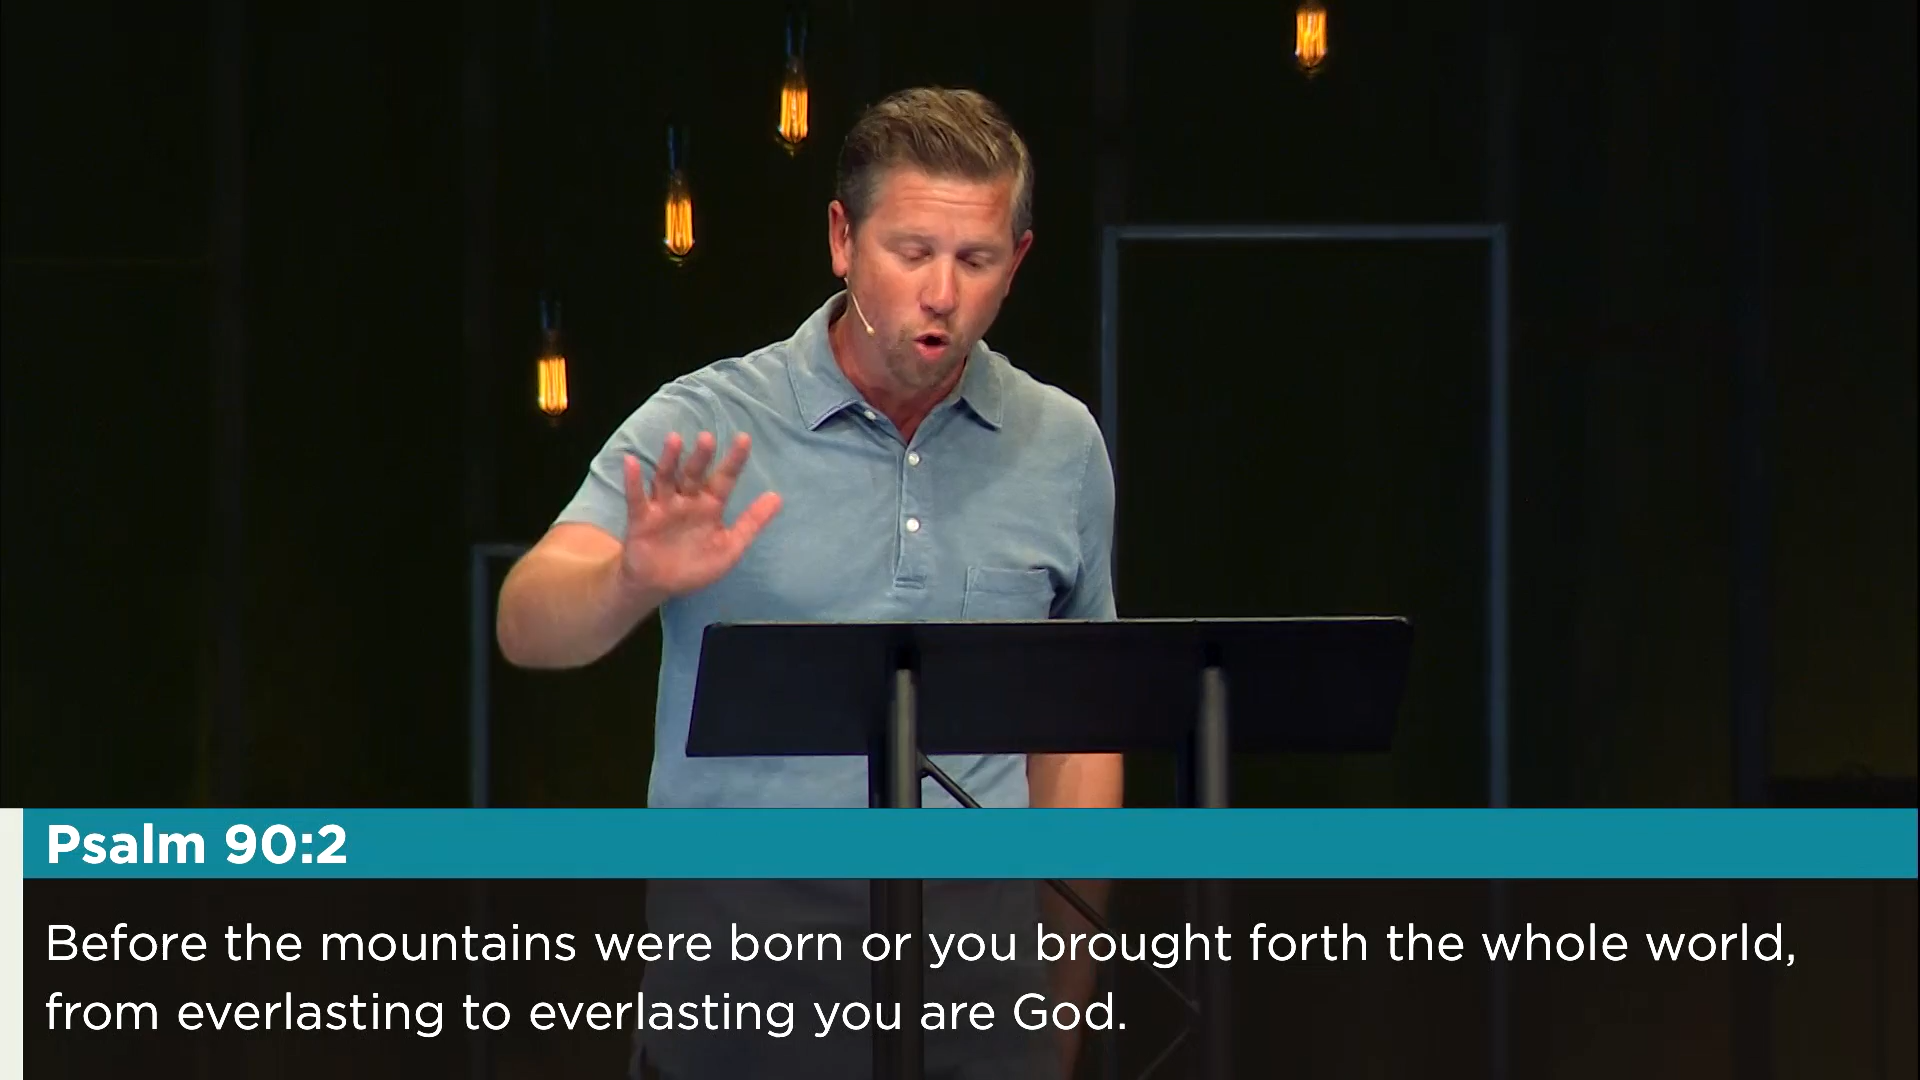 Psalm 90:2
Before the mountains were born or you brought forth the whole world,
from everlasting to everlasting you are God.